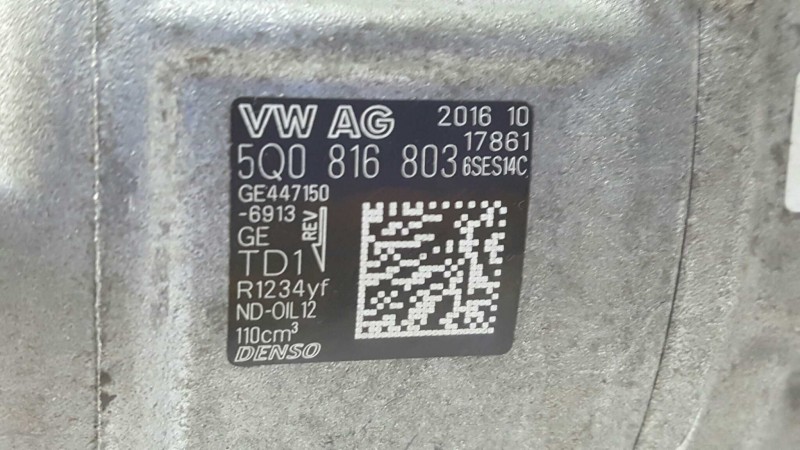 VW AG 2016 10
17861
5Q0 816 803 6SES14C
GE447150
-6913
GE
REV
TD1
R1234yf
ND-OIL12
110cm³
DENSO